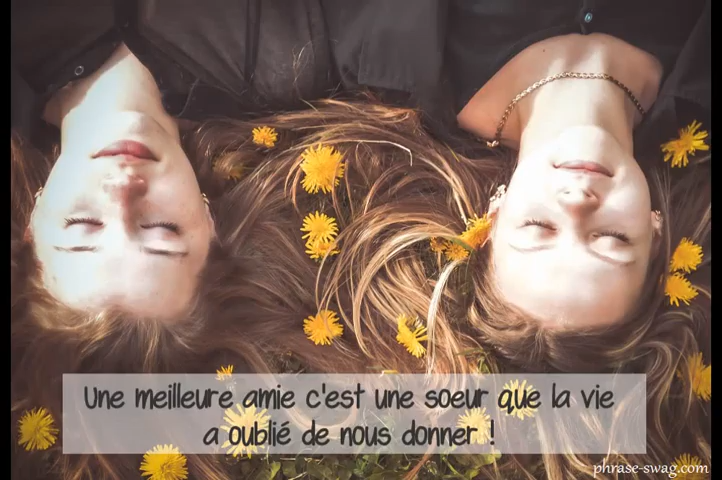 Une meilleure amie c'est une soeur que la vie
a oublié de nous donner !
phrase-swag.com